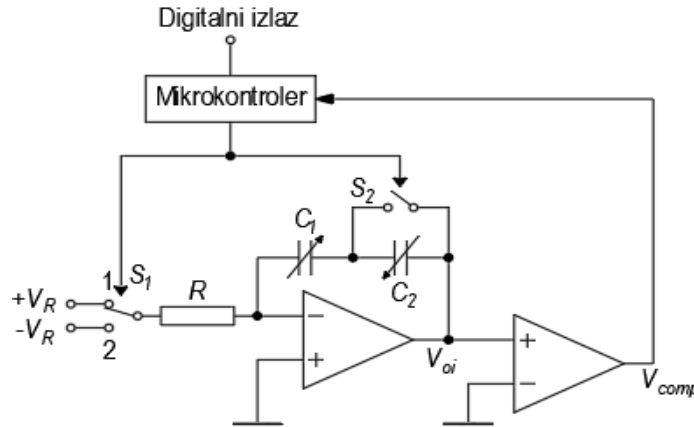 Digitalni izlaz
Mikrokontroler
S2
C1
1
S1
+VR
R
−
C2
-VR
2
+
Voi
+
−
Vcomp